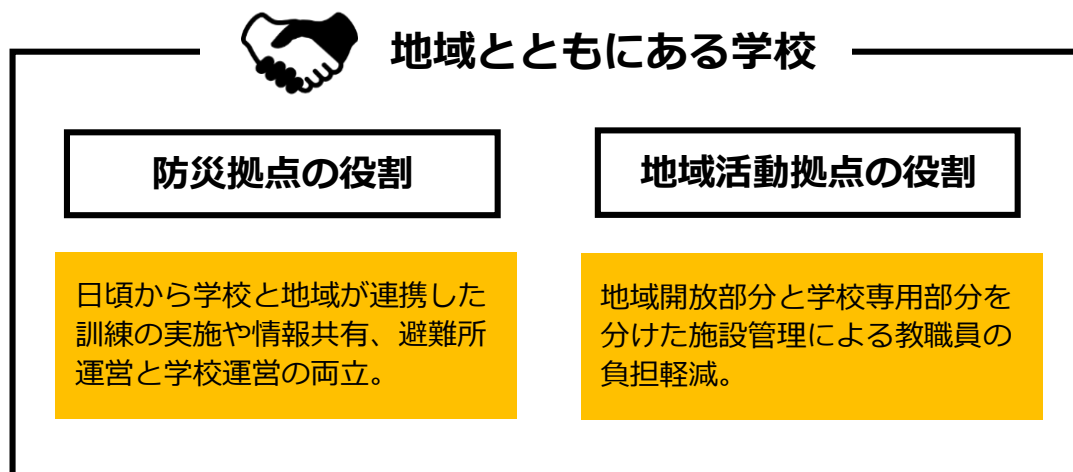 地域とともにある学校
防災拠点の役割
地域活動拠点の役割
日頃から学校と地域が連携した
訓練の実施や情報共有、避難所
運営と学校運営の両立。
地域開放部分と学校専用部分を
分けた施設管理による教職員の
負担軽減。